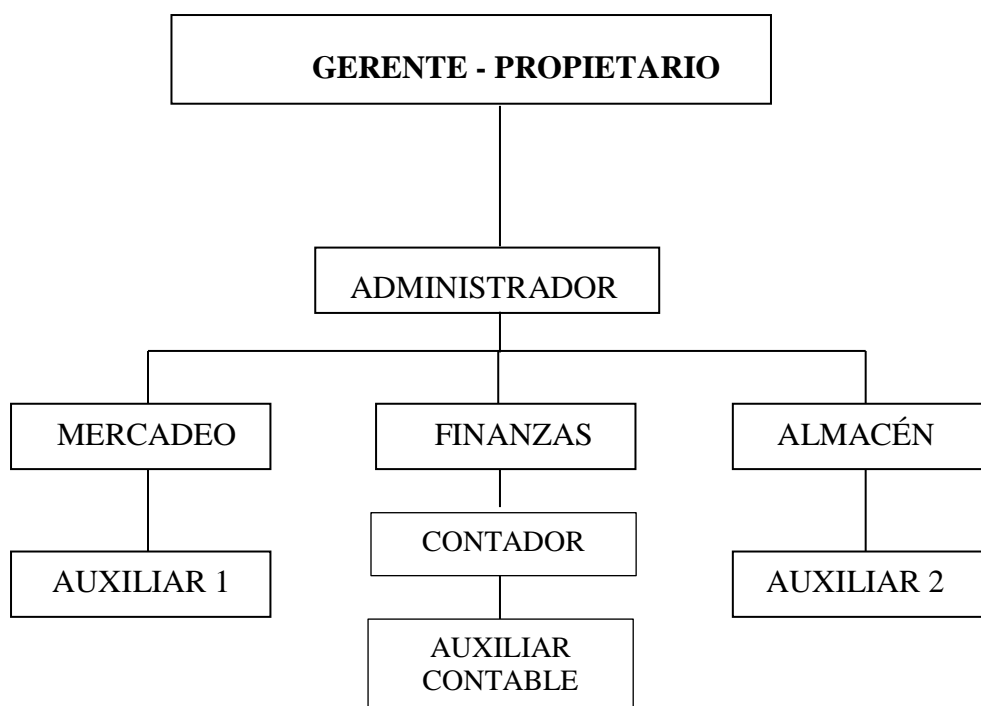 GERENTE - PROPIETARIO
ADMINISTRADOR
MERCADEO
FINANZAS
ALMACÉN
CONTADOR
AUXILIAR 1
AUXILIAR 2
AUXILIAR
CONTABLE